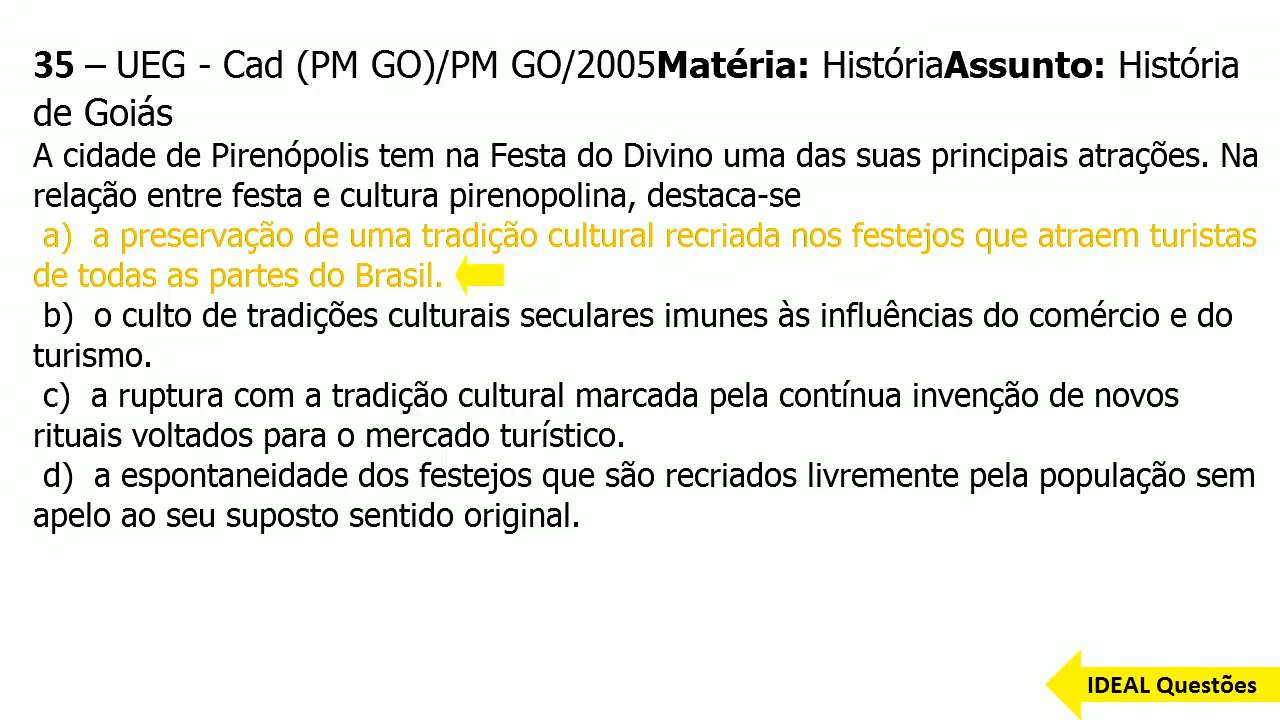 35 – UEG - Cad (PM GO)/PM GO/2005Matéria: HistóriaAssunto: História
de Goiás
A cidade de Pirenópolis tem na Festa do Divino uma das suas principais atrações. Na
relação entre festa e cultura pirenopolina, destaca-se
a) a preservação de uma tradição cultural recriada nos festejos que atraem turistas
de todas as partes do Brasil.
b) o culto de tradições culturais seculares imunes às influências do comércio e do
turismo.
c) a ruptura com a tradição cultural marcada pela contínua invenção de novos
rituais voltados para o mercado turístico.
d) a espontaneidade dos festejos que são recriados livremente pela população sem
apelo ao seu suposto sentido original.
IDEAL Questões